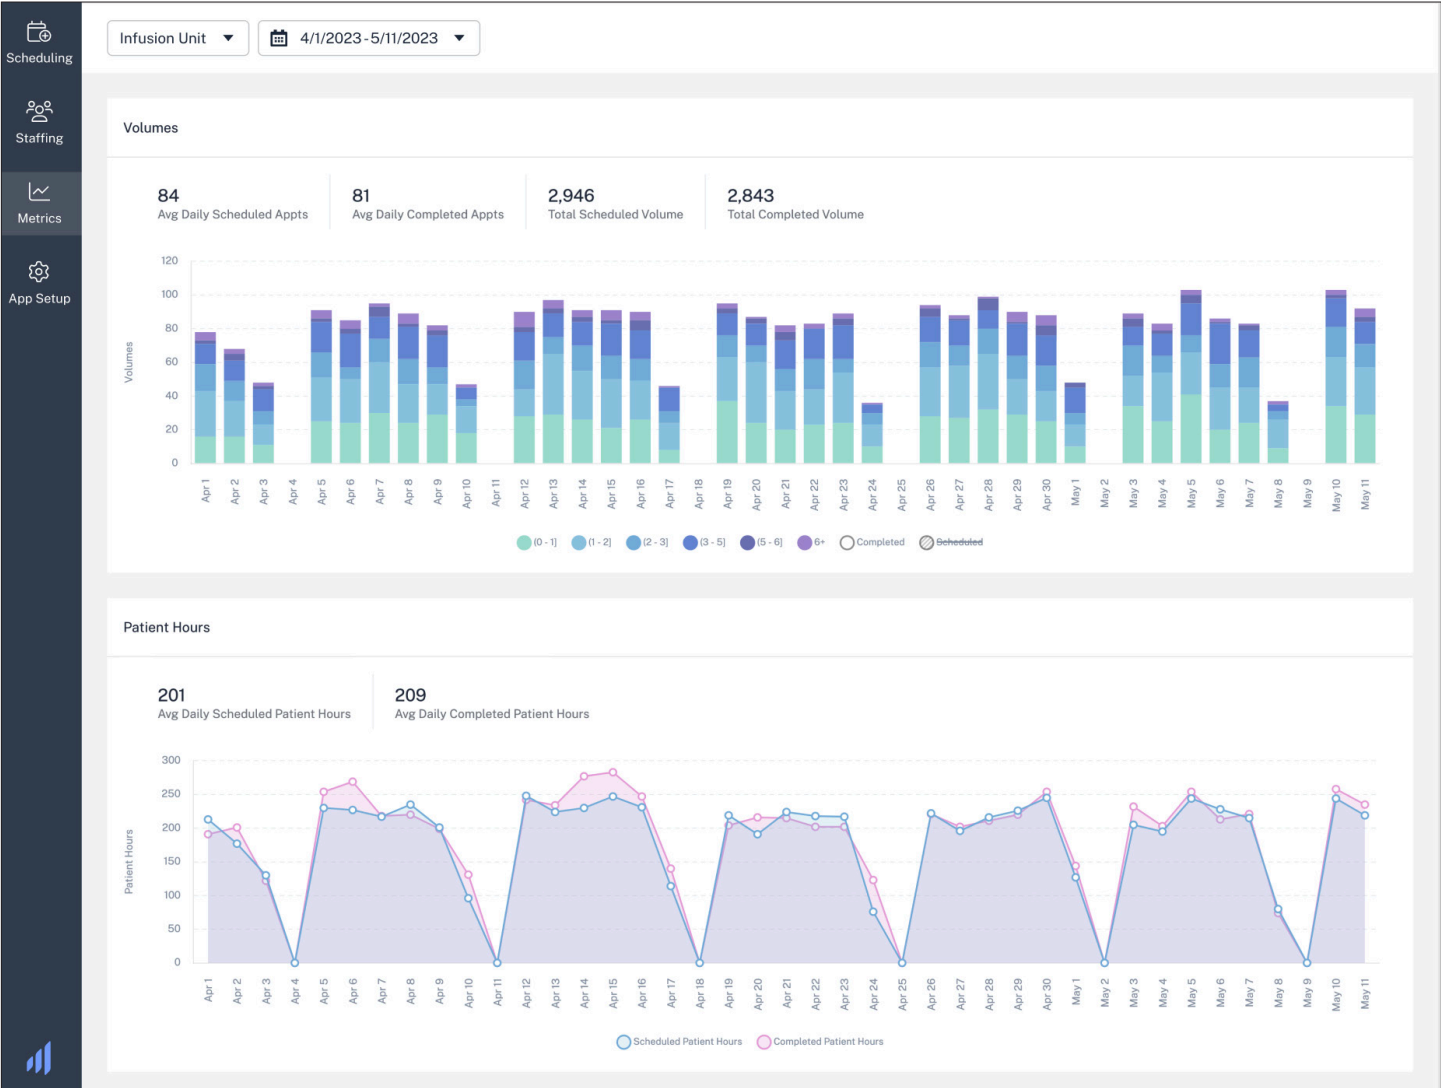 Scheduling
Staffing
Metrics
App Setup
Infusion Unit
4/1/2023 - 5/11/2023
Volumes
84
Avg Daily Scheduled Appts
81
Avg Daily Completed Appts
2,946
Total Scheduled Volume
2,843
Total Completed Volume
Volumes
120
100
80
60
40
20
0
Apr 1 Apr 2 Apr 3 Apr 4 Apr 5 Apr 6 Apr 7 Apr 8 Apr 9 Apr 10 Apr 11 Apr 12 Apr 13 Apr 14 Apr 15 Apr 16 Apr 17 Apr 18 Apr 19 Apr 20 Apr 21 Apr 22 Apr 23 Apr 24 Apr 25 Apr 26 Apr 27 Apr 28 Apr 29 Apr 30 May 1 May 2 May 3 May 4 May 5 May 6 May 7 May 8 May 9 May 10 May 11
(0 - 1] (1 - 2] (2 - 3] (3 - 5] (5 - 6] 6+ Completed Scheduled
Patient Hours
201
Avg Daily Scheduled Patient Hours
209
Avg Daily Completed Patient Hours
Patient Hours
300
250
200
150
100
50
0
Apr 1 Apr 2 Apr 3 Apr 4 Apr 5 Apr 6 Apr 7 Apr 8 Apr 9 Apr 10 Apr 11 Apr 12 Apr 13 Apr 14 Apr 15 Apr 16 Apr 17 Apr 18 Apr 19 Apr 20 Apr 21 Apr 22 Apr 23 Apr 24 Apr 25 Apr 26 Apr 27 Apr 28 Apr 29 Apr 30 May 1 May 2 May 3 May 4 May 5 May 6 May 7 May 8 May 9 May 10 May 11
Scheduled Patient Hours Completed Patient Hours